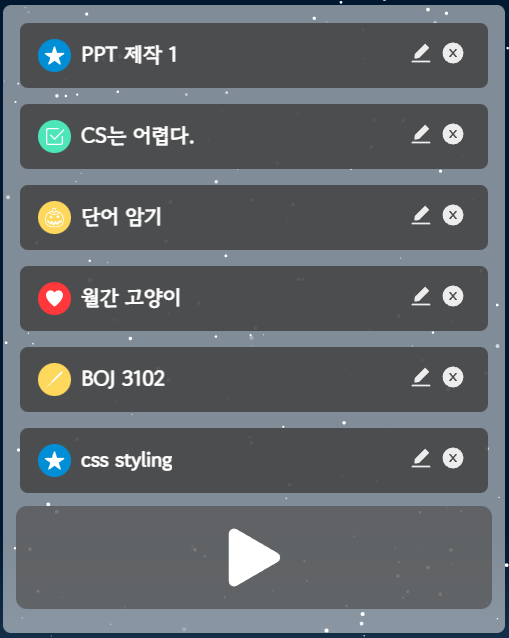 PPT 제작 1
CS는 어렵다.
단어 암기
월간 고양이
BOJ 3102
css styling